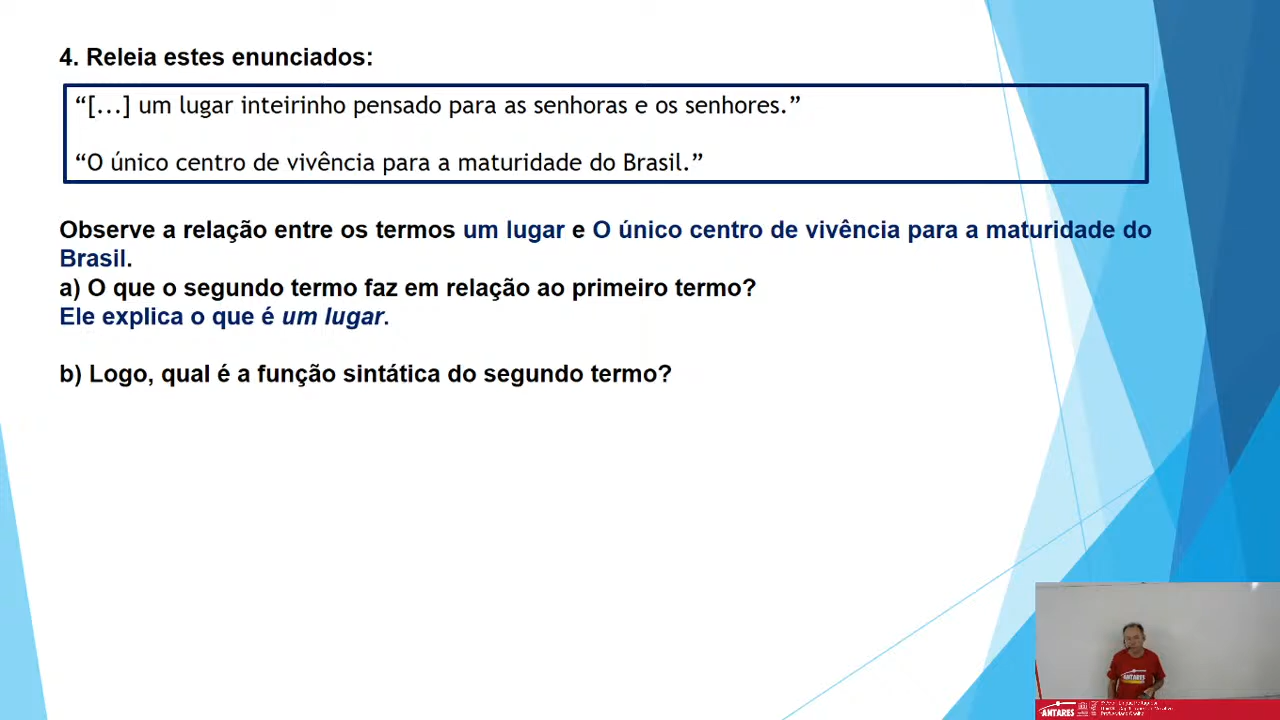 4. Releia estes enunciados:
“[...] um lugar inteirinho pensado para as senhoras e os senhores.”
“O único centro de vivência para a maturidade do Brasil.”
Observe a relação entre os termos um lugar e O único centro de vivência para a maturidade do
Brasil.
a) O que o segundo termo faz em relação ao primeiro termo?
Ele explica o que é um lugar.
b) Logo, qual é a função sintática do segundo termo?
ANTARES
ANTARES